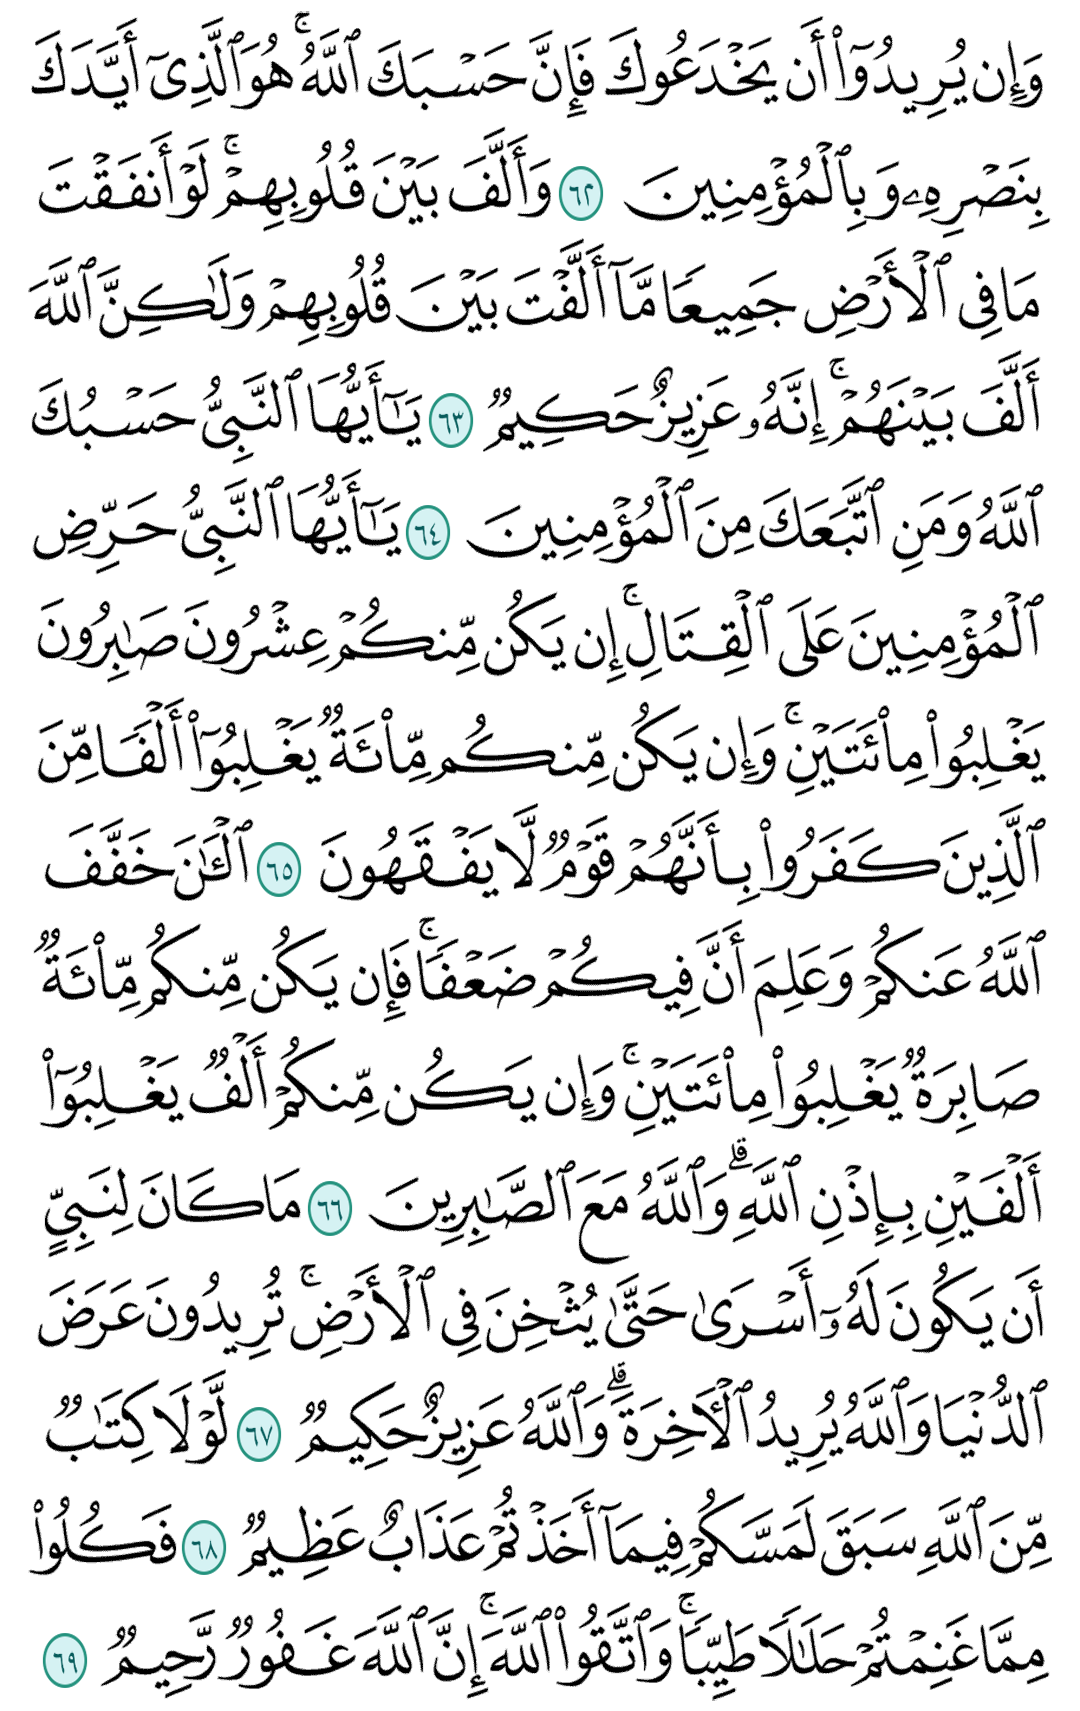 وَإِن يُرِيدُوٓا۟ أَن يَخْدَعُوكَ فَإِنَّ حَسْبَكَ ٱللَّهُ ۚ هُوَ ٱلَّذِىٓ أَيَّدَكَ
بِنَصْرِهِۦ وَبِٱلْمُؤْمِنِينَ ٦٢ وَأَلَّفَ بَيْنَ قُلُوبِهِمْ ۚ لَوْ أَنفَقْتَ
مَا فِى ٱلْأَرْضِ جَمِيعًا مَّآ أَلَّفْتَ بَيْنَ قُلُوبِهِمْ وَلَـٰكِنَّ ٱللَّهَ
أَلَّفَ بَيْنَهُمْ ۚ إِنَّهُۥ عَزِيزٌ حَكِيمٌ ٦٣ يَـٰٓأَيُّهَا ٱلنَّبِىُّ حَسْبُكَ
ٱللَّهُ وَمَنِ ٱتَّبَعَكَ مِنَ ٱلْمُؤْمِنِينَ ٦٤ يَـٰٓأَيُّهَا ٱلنَّبِىُّ حَرِّضِ
ٱلْمُؤْمِنِينَ عَلَى ٱلْقِتَالِ ۚ إِن يَكُن مِّنكُمْ عِشْرُونَ صَـٰبِرُونَ
يَغْلِبُوا۟ مِا۟ئَتَيْنِ ۚ وَإِن يَكُن مِّنكُم مِّا۟ئَةٌ يَغْلِبُوٓا۟ أَلْفًا مِّنَ
ٱلَّذِينَ كَفَرُوا۟ بِأَنَّهُمْ قَوْمٌ لَّا يَفْقَهُونَ ٦٥ ٱلْـَٔـٰنَ خَفَّفَ
ٱللَّهُ عَنكُمْ وَعَلِمَ أَنَّ فِيكُمْ ضَعْفًا ۚ فَإِن يَكُن مِّنكُم مِّا۟ئَةٌ
صَابِرَةٌ يَغْلِبُوا۟ مِا۟ئَتَيْنِ ۚ وَإِن يَكُن مِّنكُمْ أَلْفٌ يَغْلِبُوٓا۟
أَلْفَيْنِ بِإِذْنِ ٱللَّهِ ۗ وَٱللَّهُ مَعَ ٱلصَّـٰبِرِينَ ٦٦ مَا كَانَ لِنَبِىٍّ
أَن يَكُونَ لَهُۥٓ أَسْرَىٰ حَتَّىٰ يُثْخِنَ فِى ٱلْأَرْضِ ۚ تُرِيدُونَ عَرَضَ
ٱلدُّنْيَا وَٱللَّهُ يُرِيدُ ٱلْـَٔاخِرَةَ ۗ وَٱللَّهُ عَزِيزٌ حَكِيمٌ ٦٧ لَّوْلَا كِتَـٰبٌ
مِّنَ ٱللَّهِ سَبَقَ لَمَسَّكُمْ فِيمَآ أَخَذْتُمْ عَذَابٌ عَظِيمٌ ٦٨ فَكُلُوا۟
مِمَّا غَنِمْتُمْ حَلَـٰلًا طَيِّبًا ۚ وَٱتَّقُوا۟ ٱللَّهَ ۚ إِنَّ ٱللَّهَ غَفُورٌ رَّحِيمٌ ٦٩